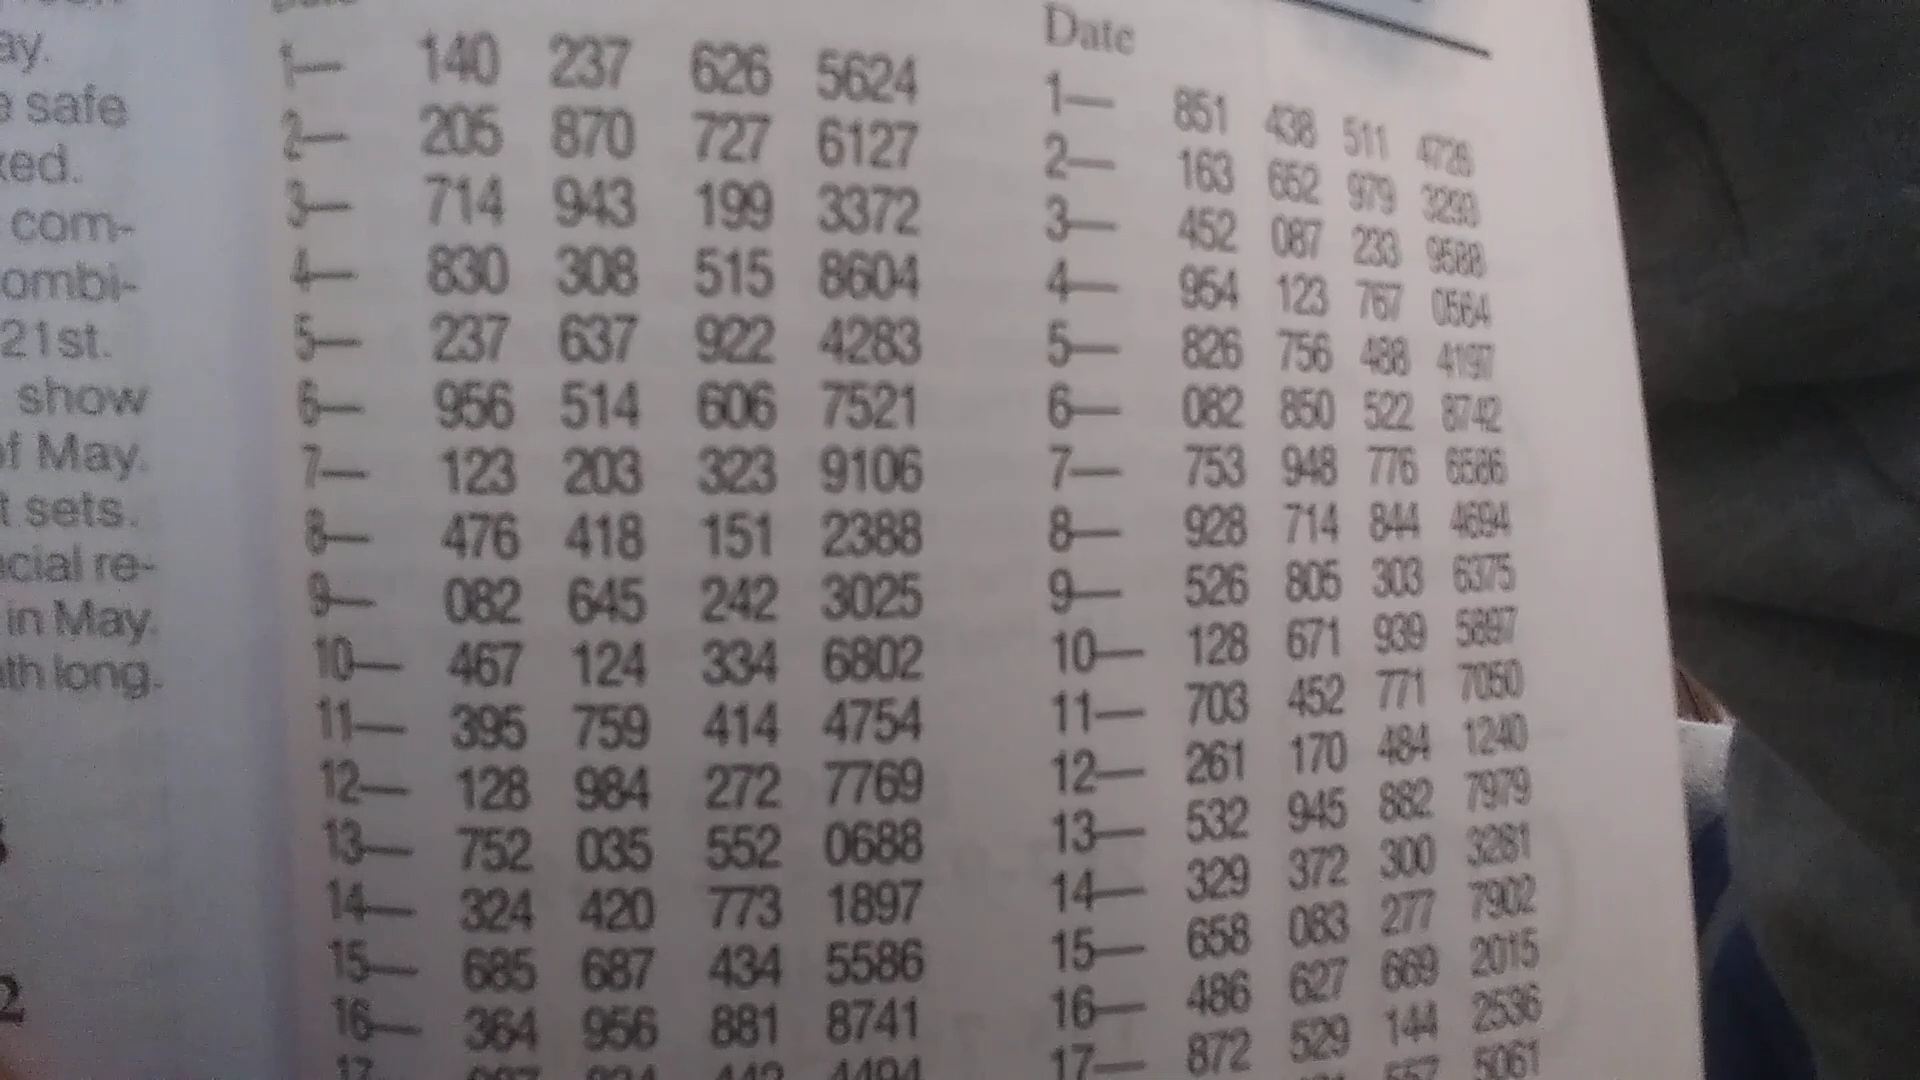 ay.
safe
ked.
com-
ombi-
21st.
show
of May.
t sets.
cial re-
in May.
th long.
2
1— 140 237 626 5624
2— 205 870 727 6127
3— 714 943 199 3372
4— 830 308 515 8604
5— 237 637 922 4283
6— 956 514 606 7521
7— 123 203 323 9106
8— 476 418 151 2388
9— 082 645 242 3025
10— 467 124 334 6802
11— 395 759 414 4754
12— 128 984 272 7769
13— 752 035 552 0688
14— 324 420 773 1897
15— 685 687 434 5586
16— 364 956 881 8741
17
Date
1— 851 438 511 4728
2— 163 652 979 3293
3— 452 087 233 9588
4— 954 123 767 0564
5— 826 756 488 4197
6— 082 850 522 8742
7— 753 948 776 6586
8— 928 714 844 4694
9— 526 805 303 6375
10— 128 671 939 5897
11— 703 452 771 7050
12— 261 170 484 1240
13— 532 945 882 7979
14— 329 372 300 3281
15— 658 083 277 7902
16— 486 627 669 2015
17— 872 529 144 2536
5061